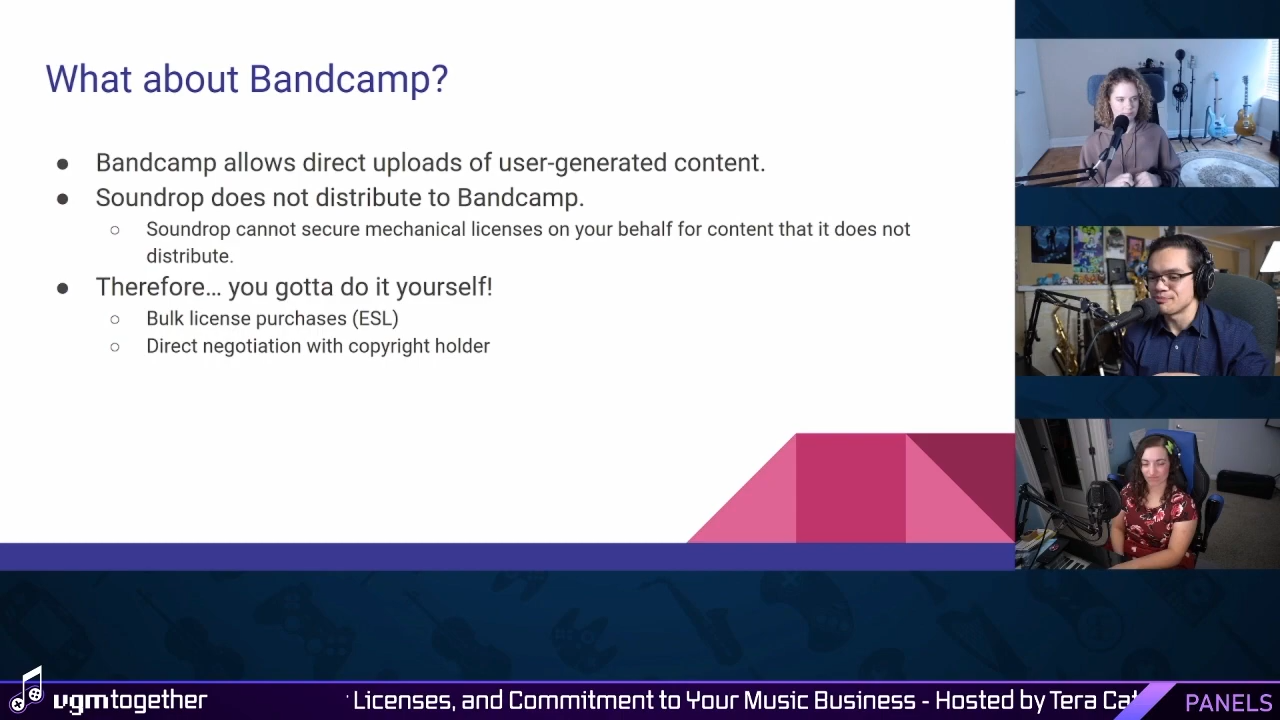 What about Bandcamp?
● Bandcamp allows direct uploads of user-generated content.
● Soundrop does not distribute to Bandcamp.
○ Soundrop cannot secure mechanical licenses on your behalf for content that it does not
distribute.
● Therefore… you gotta do it yourself!
○ Bulk license purchases (ESL)
○ Direct negotiation with copyright holder
vgmtogether
Licenses, and Commitment to Your Music Business - Hosted by Tera Cat
PANELS